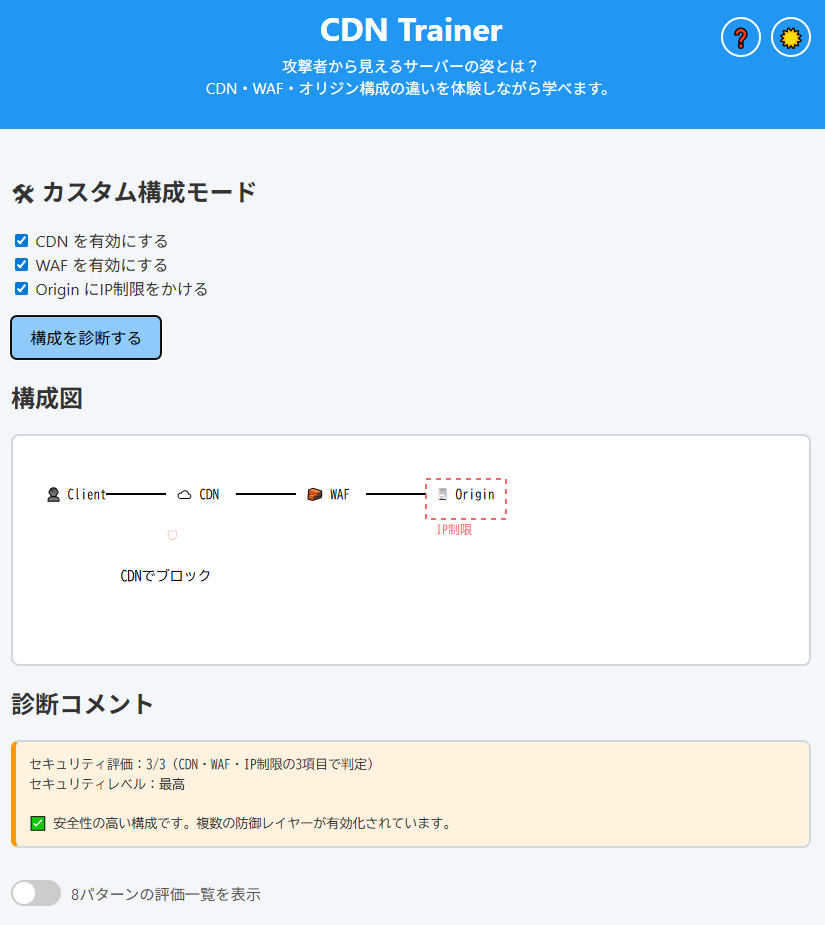 CDN Trainer
攻撃者から見えるサーバーの姿とは？
CDN・WAF・オリジン構成の違いを体験しながら学べます。
カスタム構成モード
CDN を有効にする
WAF を有効にする
Origin にIP制限をかける
構成を診断する
構成図
Client
CDN
WAF
Origin
IP制限
CDNでブロック
診断コメント
セキュリティ評価：3/3（CDN・WAF・IP制限の3項目で判定）
セキュリティレベル：最高
✅ 安全性の高い構成です。複数の防御レイヤーが有効化されています。
8パターンの評価一覧を表示